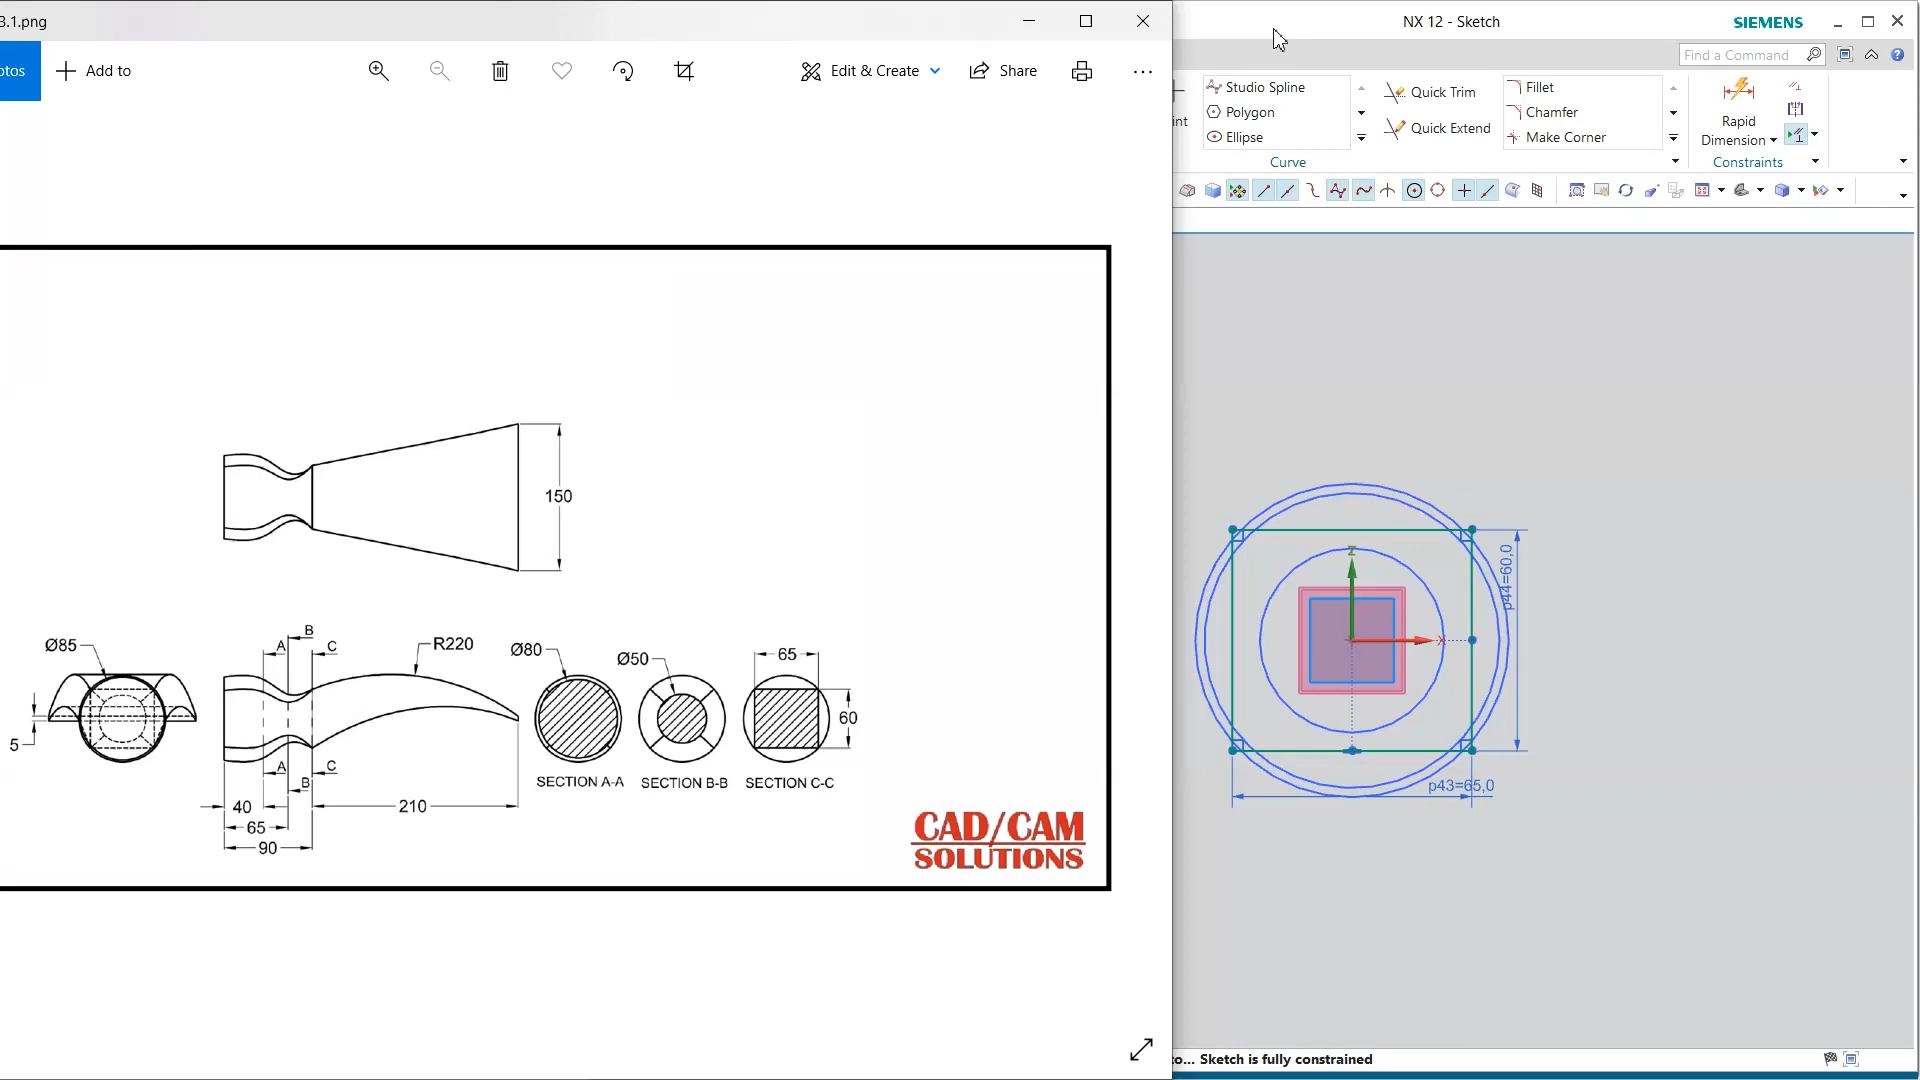 3.1.png
NX 12 - Sketch
SIEMENS
Find a Command
otos
Add to
Edit & Create
Share
Studio Spline
Polygon
Ellipse
Curve
int
Quick Trim
Quick Extend
Fillet
Chamfer
Make Corner
Rapid
Dimension
Constraints
150
Ø85
5
A
B
C
R220
A
B
C
40
65
90
210
Ø80
SECTION A-A
Ø50
SECTION B-B
65
60
SECTION C-C
CAD/CAM
SOLUTIONS
Z
X
p44=60,0
p43=65,0
to... Sketch is fully constrained